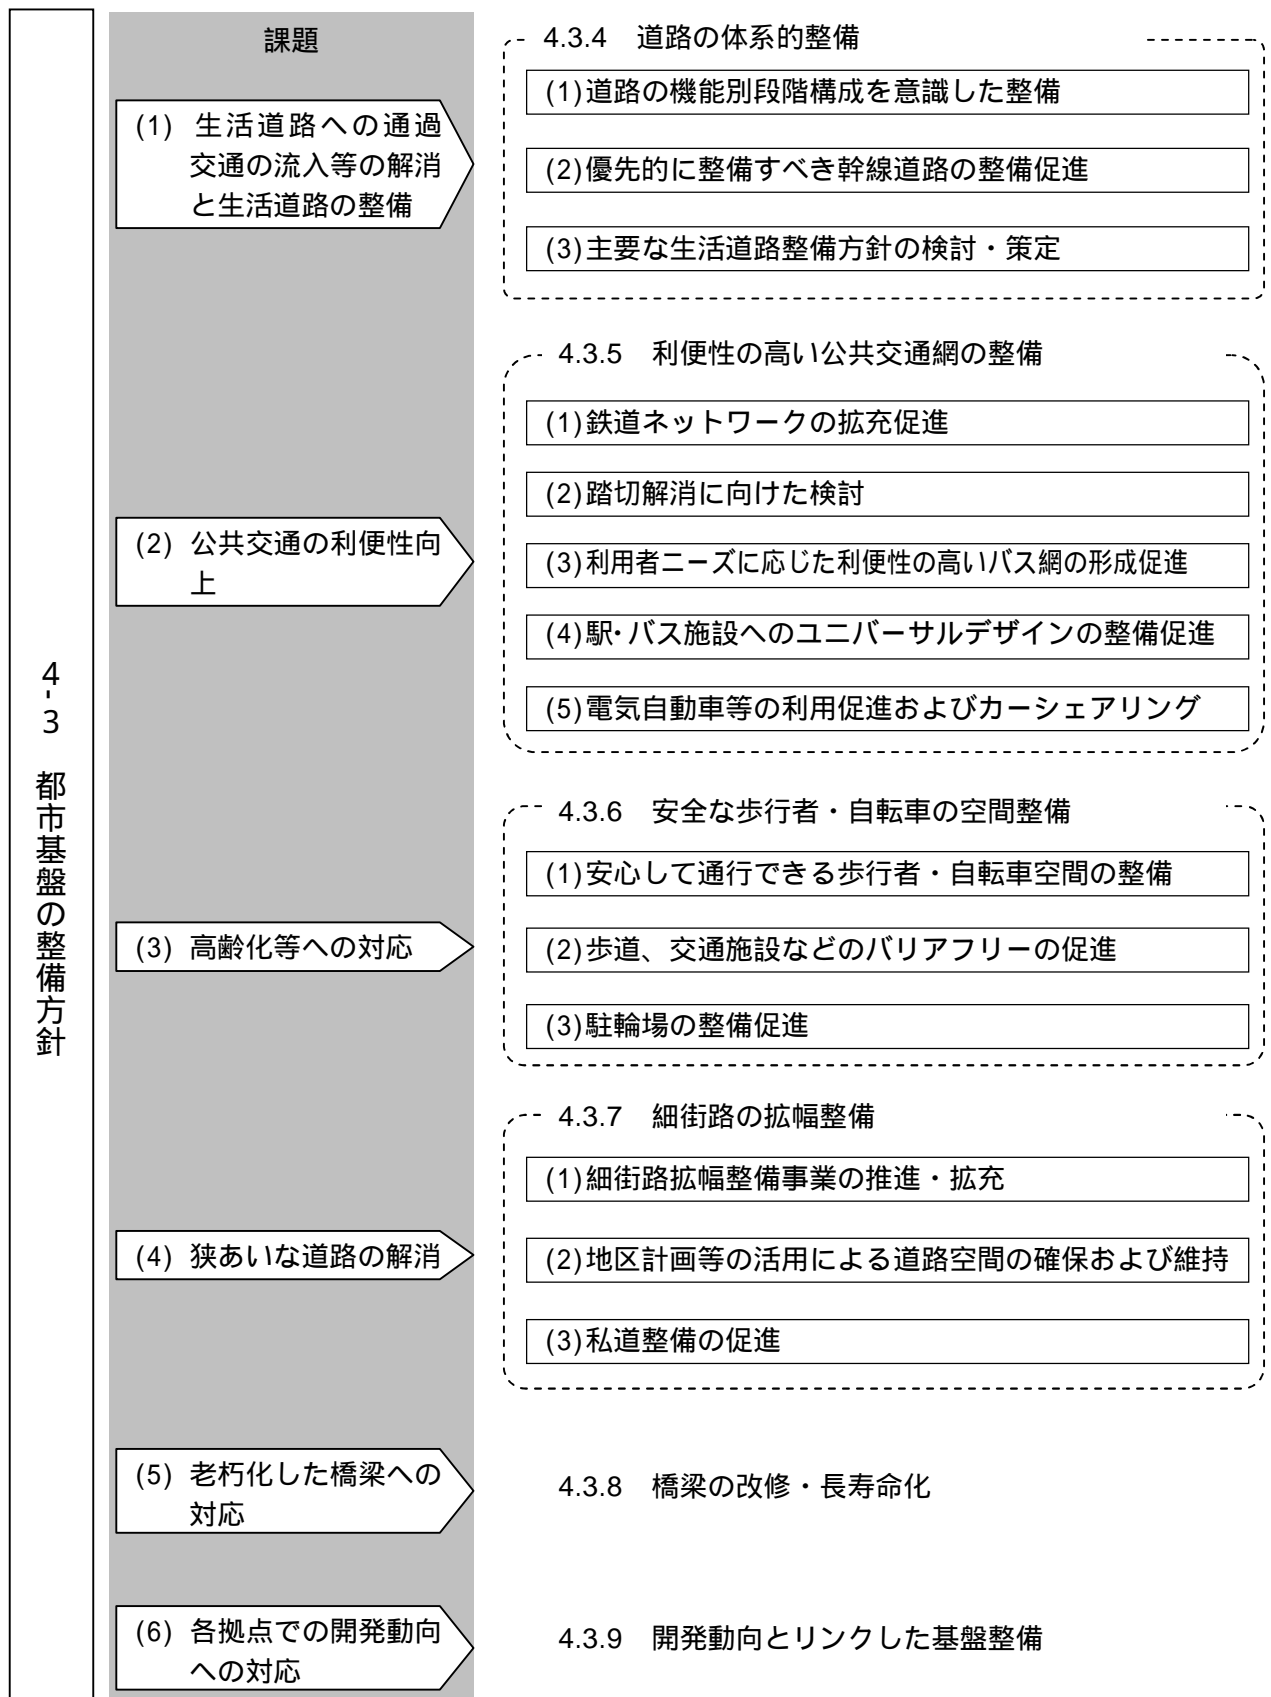 4-3 都市基盤の整備方針
課題
(1) 生活道路への通過
交通の流入等の解消
と生活道路の整備
4.3.4 道路の体系的整備
(1)道路の機能別段階構成を意識した整備
(2)優先的に整備すべき幹線道路の整備促進
(3)主要な生活道路整備方針の検討・策定
(2) 公共交通の利便性向
上
4.3.5 利便性の高い公共交通網の整備
(1)鉄道ネットワークの拡充促進
(2)踏切解消に向けた検討
(3)利用者ニーズに応じた利便性の高いバス網の形成促進
(4)駅・バス施設へのユニバーサルデザインの整備促進
(5)電気自動車等の利用促進およびカーシェアリング
(3) 高齢化等への対応
4.3.6 安全な歩行者・自転車の空間整備
(1)安心して通行できる歩行者・自転車空間の整備
(2)歩道、交通施設などのバリアフリーの促進
(3)駐輪場の整備促進
(4) 狭あいな道路の解消
4.3.7 細街路の拡幅整備
(1)細街路拡幅整備事業の推進・拡充
(2)地区計画等の活用による道路空間の確保および維持
(3)私道整備の促進
(5) 老朽化した橋梁への
対応
4.3.8 橋梁の改修・長寿命化
(6) 各拠点での開発動向
への対応
4.3.9 開発動向とリンクした基盤整備